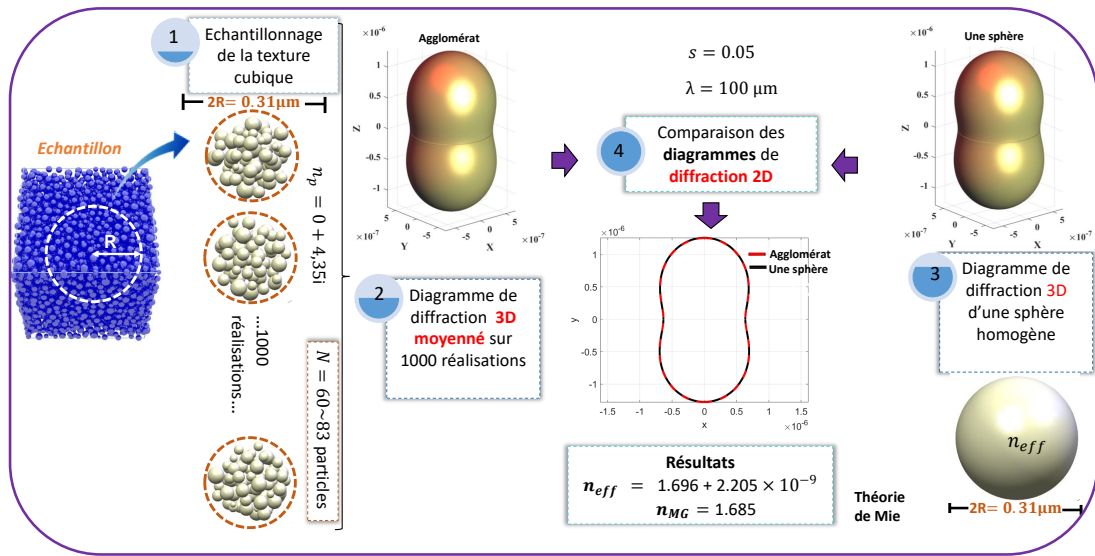 1
Echantillonnage
de la texture
cubique
2R= 0.31µm
Echantillon
R
n_p = 0 + 4,35i
...1000
réalisations...
N = 60~83 particles
Agglomérat
×10^-6
1
0.5
0
-0.5
-1
Z
5
0
-5
×10^-7
Y
-5
0
5
×10^-7
X
2
Diagramme de
diffraction 3D
moyenné sur
1000 réalisations
s = 0.05
λ = 100 µm
4
Comparaison des
diagrammes de
diffraction 2D
×10^-6
Agglomérat
Une sphère
1
0.5
0
-0.5
-1
y
-1.5
-1
-0.5
0
0.5
1
1.5
x
×10^-6
Résultats
n_eff = 1.696 + 2.205 × 10^-9
n_MG = 1.685
Une sphère
×10^-6
1
0.5
0
-0.5
-1
Z
5
0
-5
×10^-7
Y
-5
0
5
×10^-7
X
3
Diagramme de
diffraction 3D
d'une sphère
homogène
n_eff
Théorie
de Mie
2R= 0.31µm